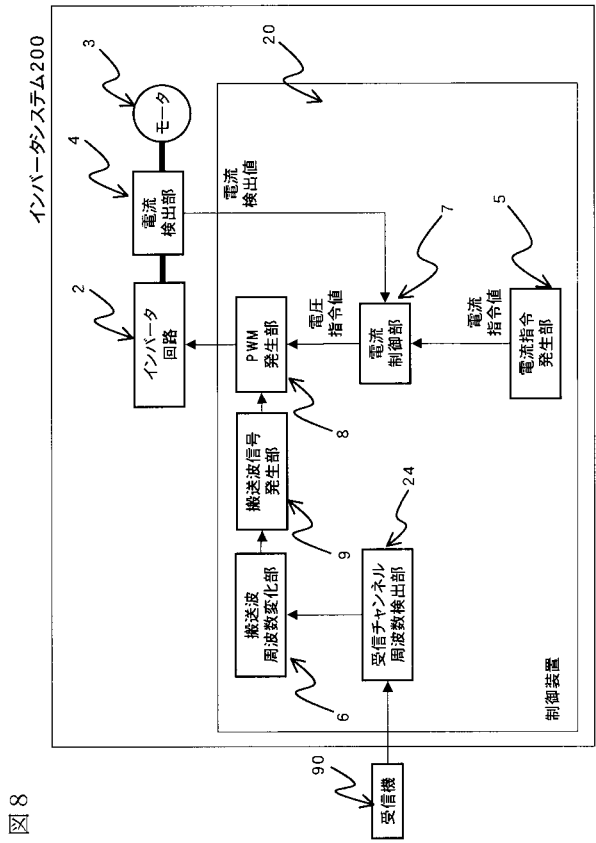 図8
インバータシステム200
3
モータ
4
電流
検出部
2
インバータ
回路
20
電流
検出値
PWM
発生部
8
電圧
指令値
電流
制御部
7
電流
指令値
電流指令
発生部
5
搬送波信号
発生部
9
搬送波
周波数変化部
6
受信チャンネル
周波数検出部
24
制御装置
90
受信機